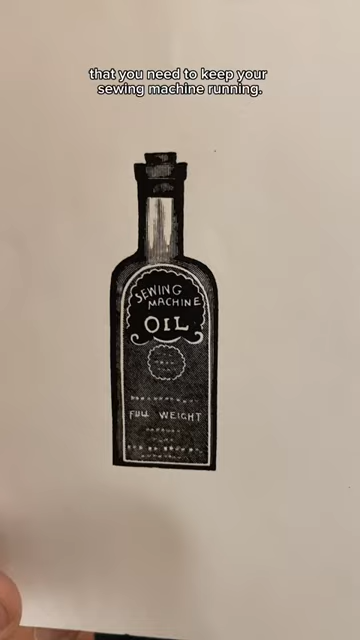 that you need to keep your
sewing machine running.
SEWING
MACHINE
OIL
FULL WEIGHT